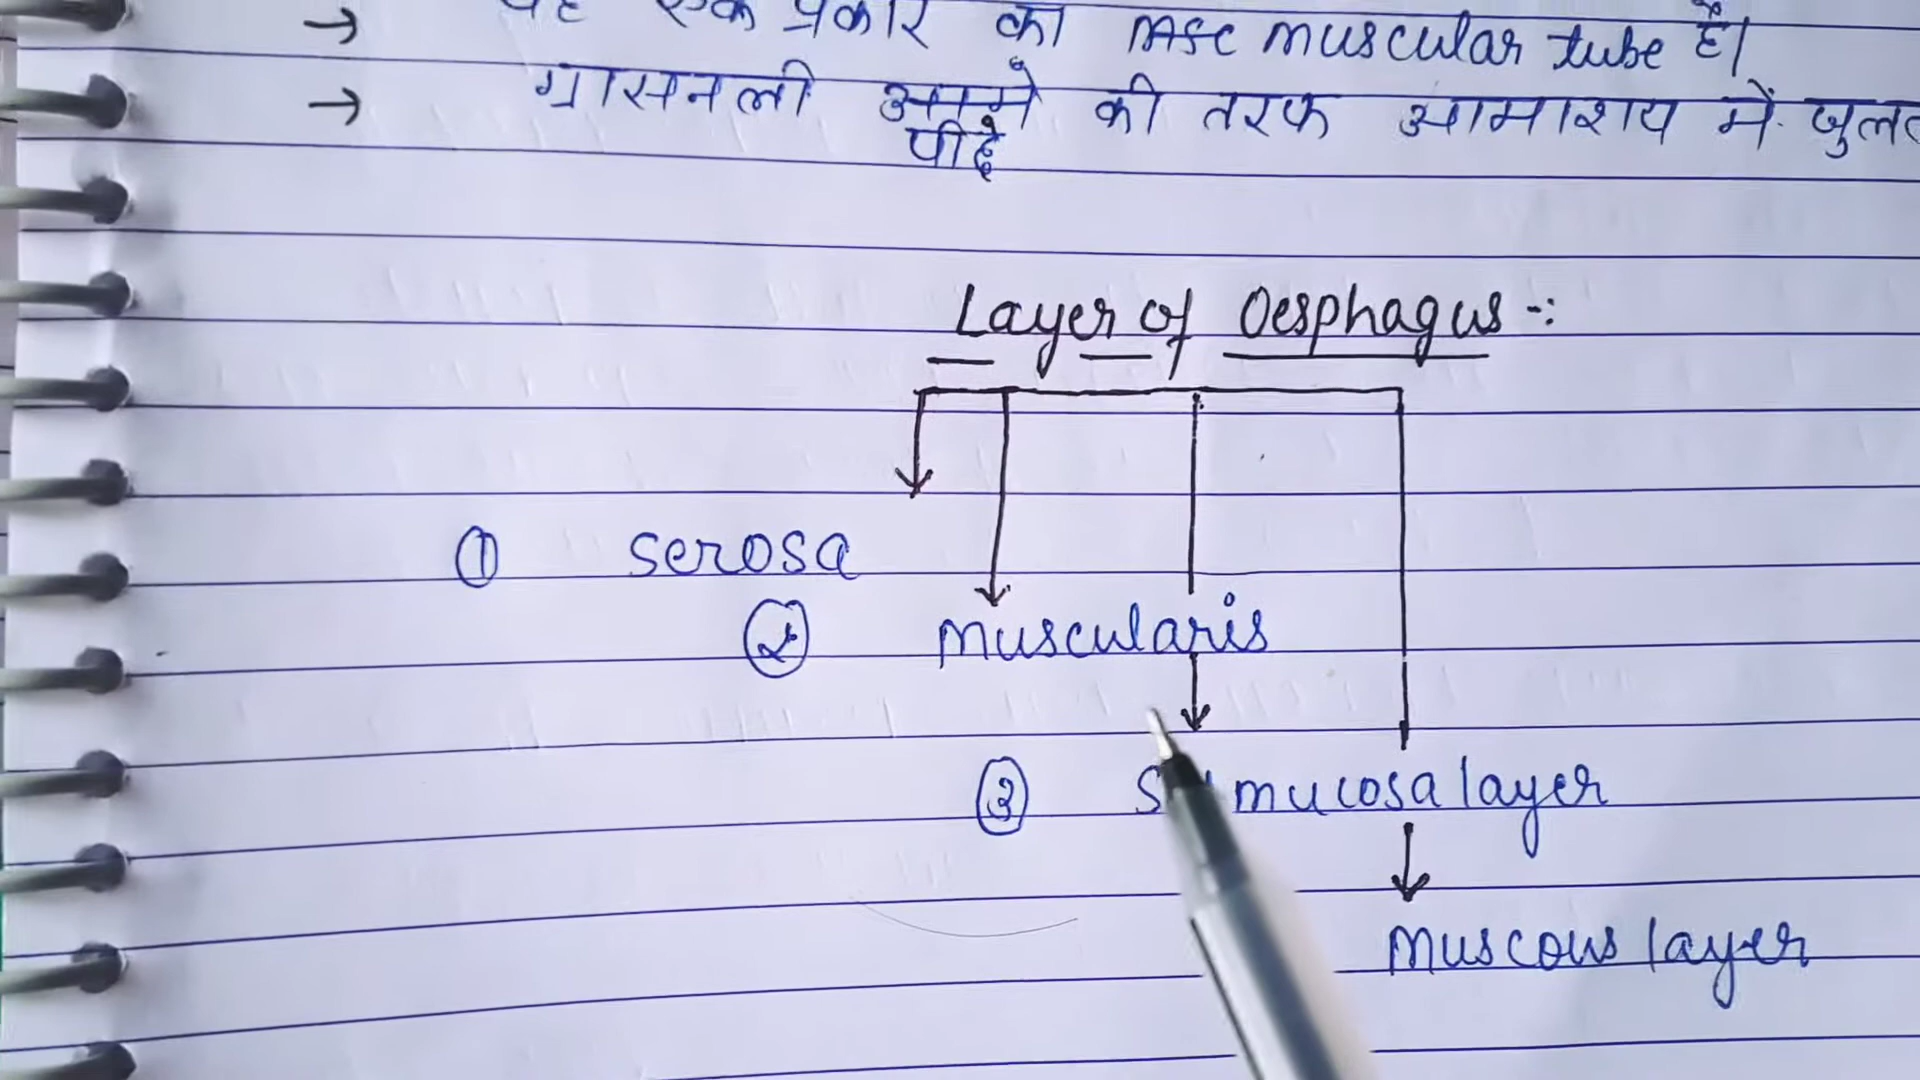 → यह एक प्रकार का muscular tube है।
→ ग्रासनली आगे की तरफ आमाशय में
पीछे
Layer of Oesphagus -:
① serosa
② muscularis
③ mucosa layer
muscous layer